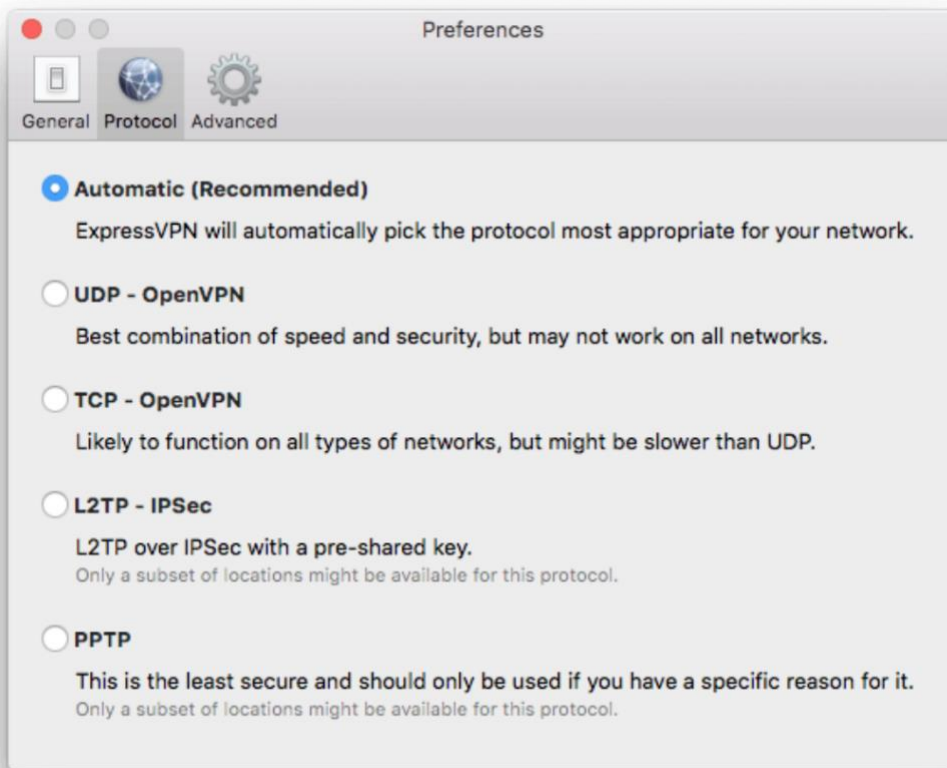 Preferences
General Protocol Advanced
Automatic (Recommended)
ExpressVPN will automatically pick the protocol most appropriate for your network.
UDP - OpenVPN
Best combination of speed and security, but may not work on all networks.
TCP - OpenVPN
Likely to function on all types of networks, but might be slower than UDP.
L2TP - IPSec
L2TP over IPSec with a pre-shared key.
Only a subset of locations might be available for this protocol.
PPTP
This is the least secure and should only be used if you have a specific reason for it.
Only a subset of locations might be available for this protocol.